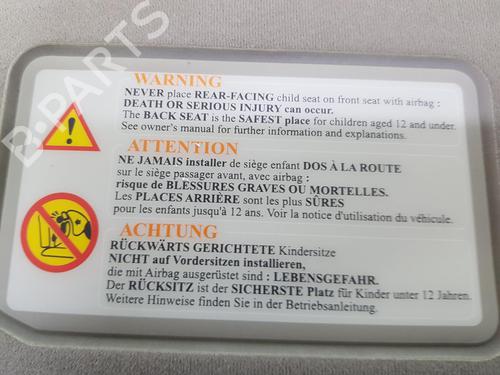 WARNING
NEVER place REAR-FACING child seat on front seat with airbag :
DEATH OR SERIOUS INJURY can occur.
The BACK SEAT is the SAFEST place for children aged 12 and under.
See owner's manual for further information and explanations.
ATTENTION
NE JAMAIS installer de siège enfant DOS À LA ROUTE
sur le siège passager avant, avec airbag :
risque de BLESSURES GRAVES OU MORTELLES.
Les PLACES ARRIÈRE sont les plus SÛRES
pour les enfants jusqu'à 12 ans. Voir la notice d'utilisation du véhicule.
ACHTUNG
RÜCKWÄRTS GERICHTETE Kindersitze
NICHT auf Vordersitzen installieren,
die mit Airbag ausgerüstet sind : LEBENSGEFAHR.
Der RÜCKSITZ ist der SICHERSTE Platz für Kinder unter 12 Jahren.
Weitere Hinweise finden Sie in der Betriebsanleitung.
B-PARTS